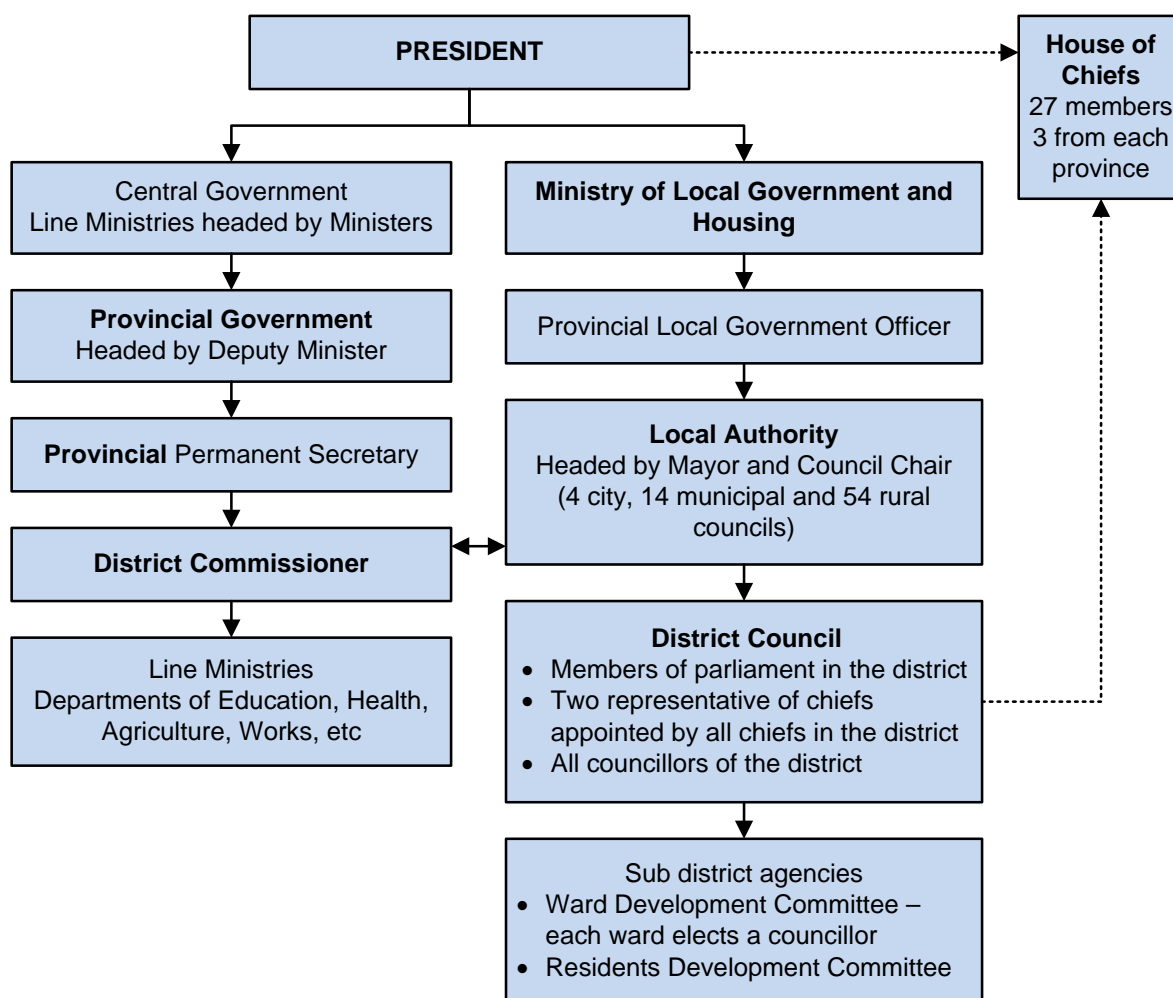 PRESIDENT
House of
Chiefs
27 members
3 from each
province
Central Government
Line Ministries headed by Ministers
Ministry of Local Government and
Housing
Provincial Government
Headed by Deputy Minister
Provincial Local Government Officer
Provincial Permanent Secretary
Local Authority
Headed by Mayor and Council Chair
(4 city, 14 municipal and 54 rural
councils)
District Commissioner
Line Ministries
Departments of Education, Health,
Agriculture, Works, etc
District Council
• Members of parliament in the district
• Two representative of chiefs
appointed by all chiefs in the district
• All councillors of the district
Sub district agencies
• Ward Development Committee –
each ward elects a councillor
• Residents Development Committee